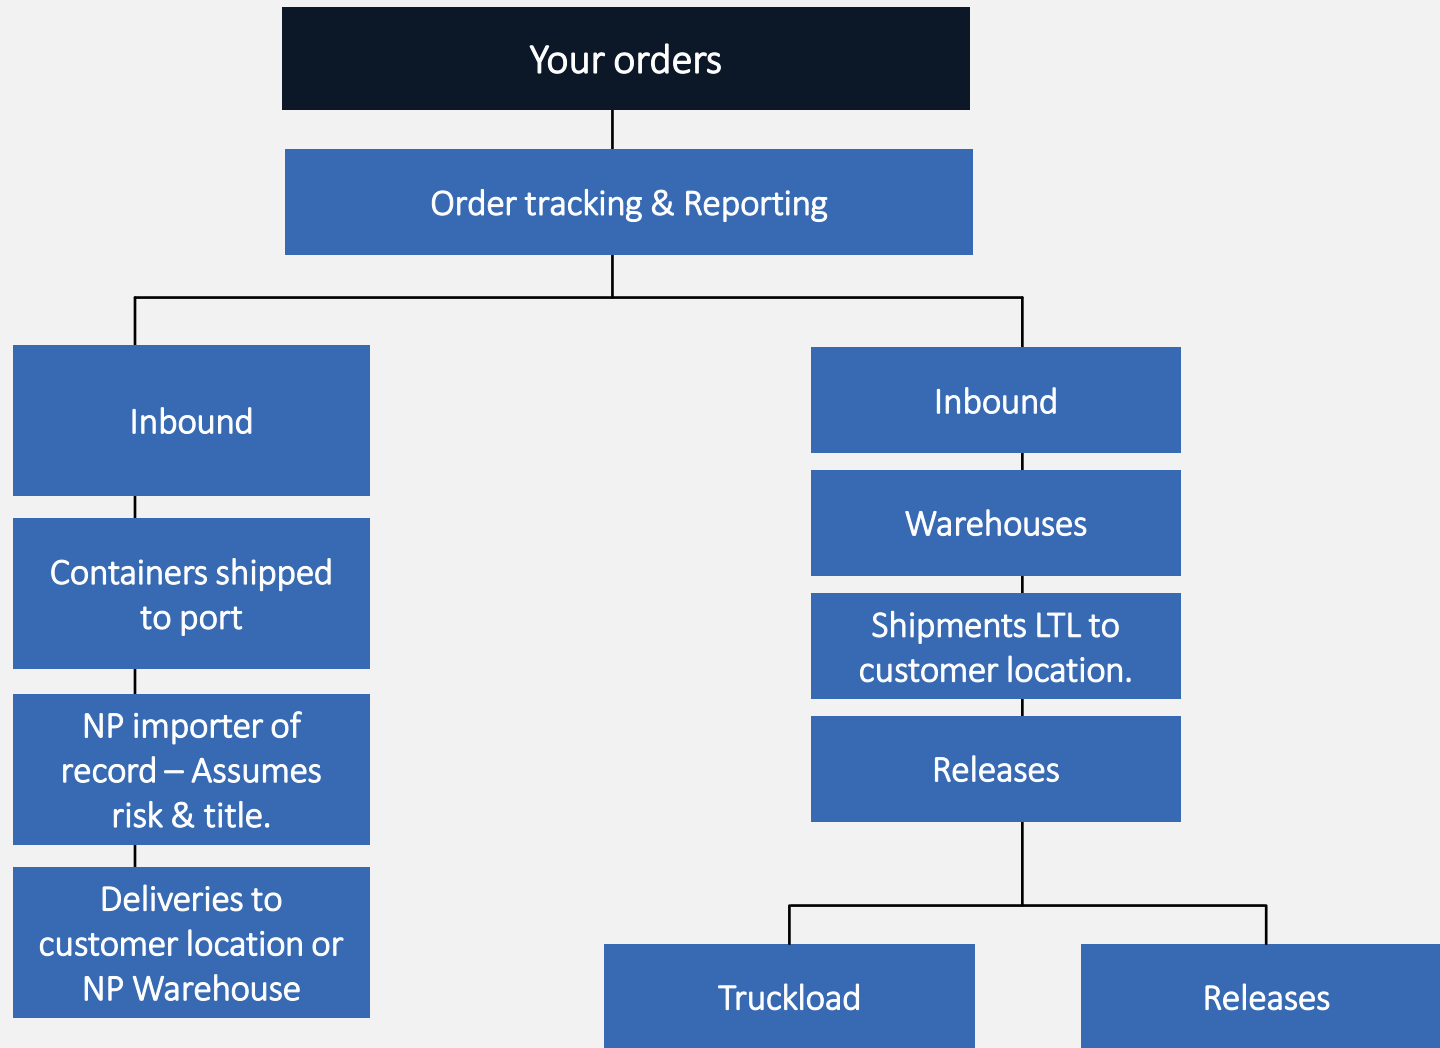 Your orders
Order tracking & Reporting
Inbound
Containers shipped
to port
NP importer of
record – Assumes
risk & title.
Deliveries to
customer location or
NP Warehouse
Inbound
Warehouses
Shipments LTL to
customer location.
Releases
Truckload
Releases